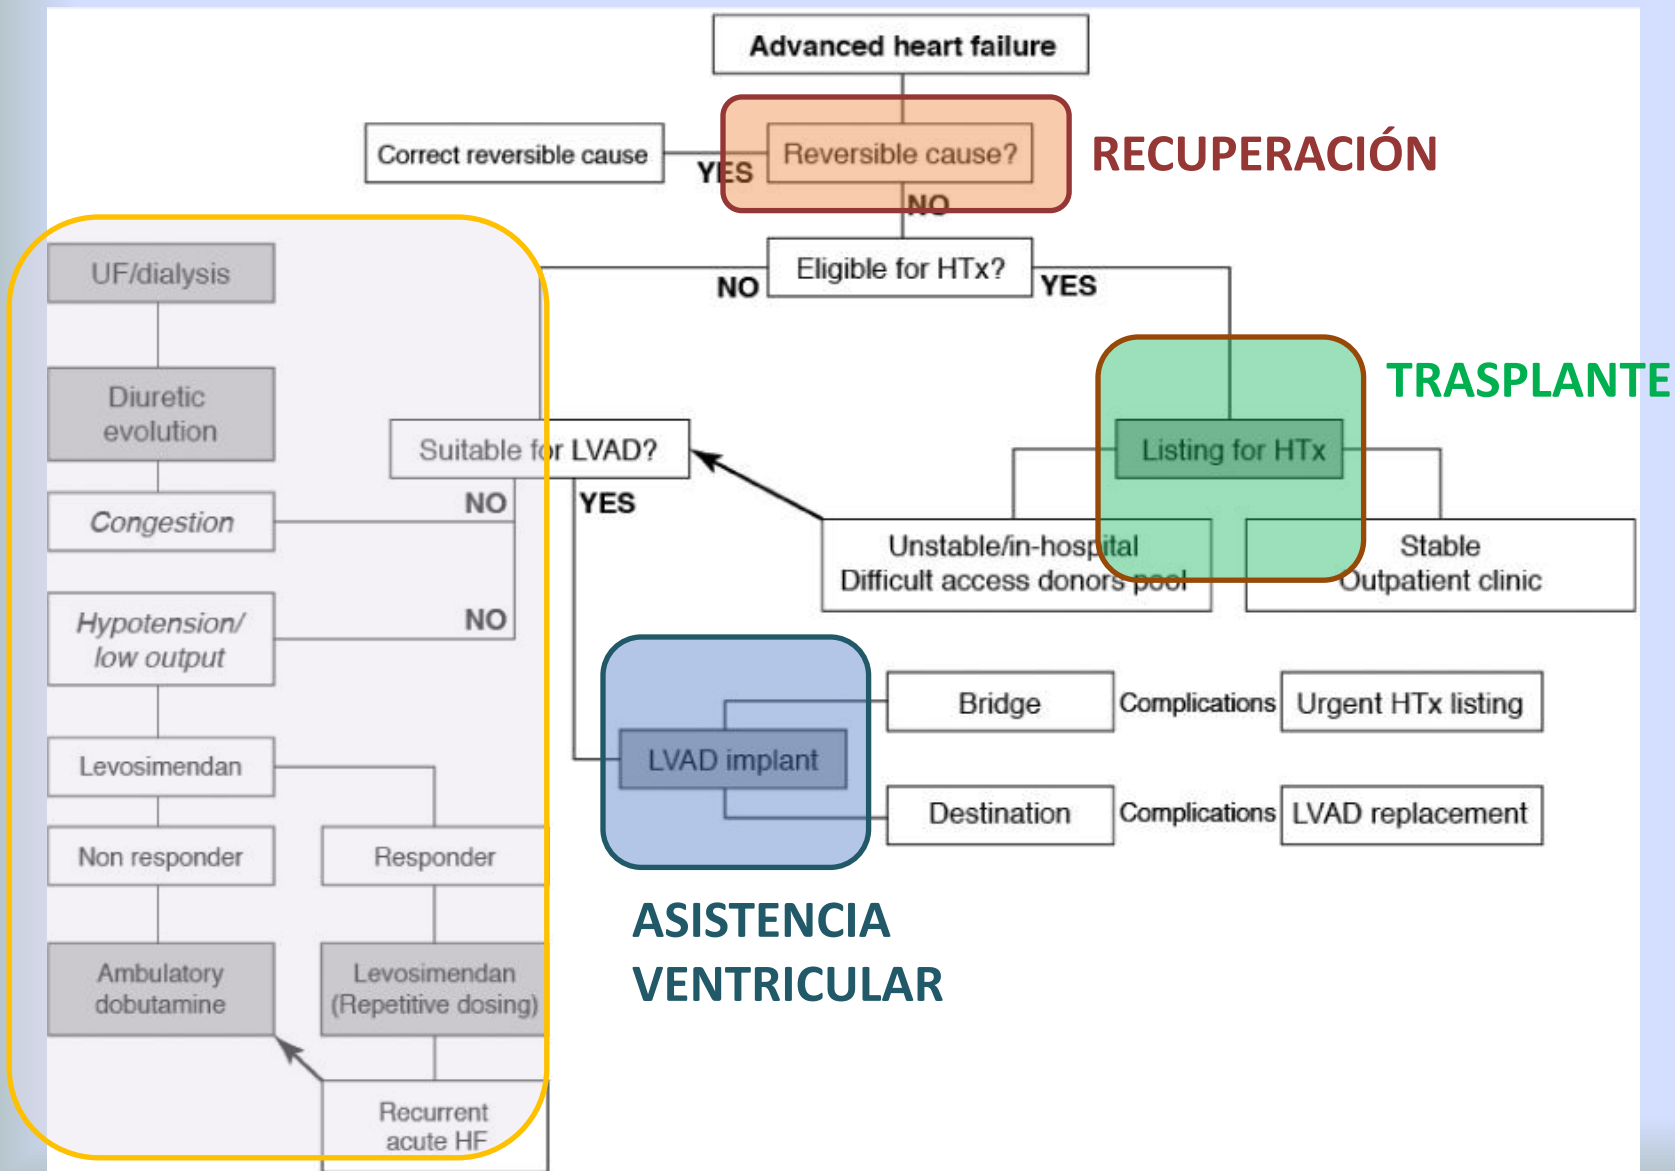 Advanced heart failure
Correct reversible cause
YES
Reversible cause?
RECUPERACIÓN
NO
UF/dialysis
NO
Eligible for HTx?
YES
Diuretic
evolution
TRASPLANTE
Suitable for LVAD?
Listing for HTx
Congestion
NO
YES
Unstable/in-hospital
Difficult access donors pool
Stable
Outpatient clinic
Hypotension/
low output
NO
Levosimendan
LVAD implant
Bridge
Complications
Urgent HTx listing
Destination
Complications
LVAD replacement
Non responder
Responder
ASISTENCIA
VENTRICULAR
Ambulatory
dobutamine
Levosimendan
(Repetitive dosing)
Recurrent
acute HF